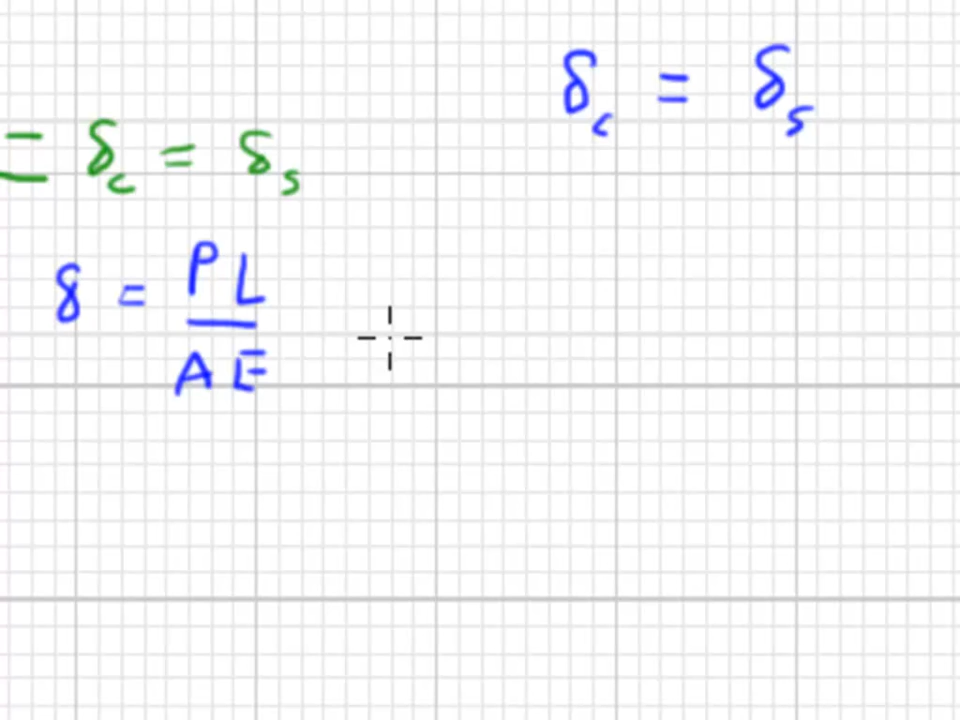 δc = δs
= δc = δs
δ = PL/AE